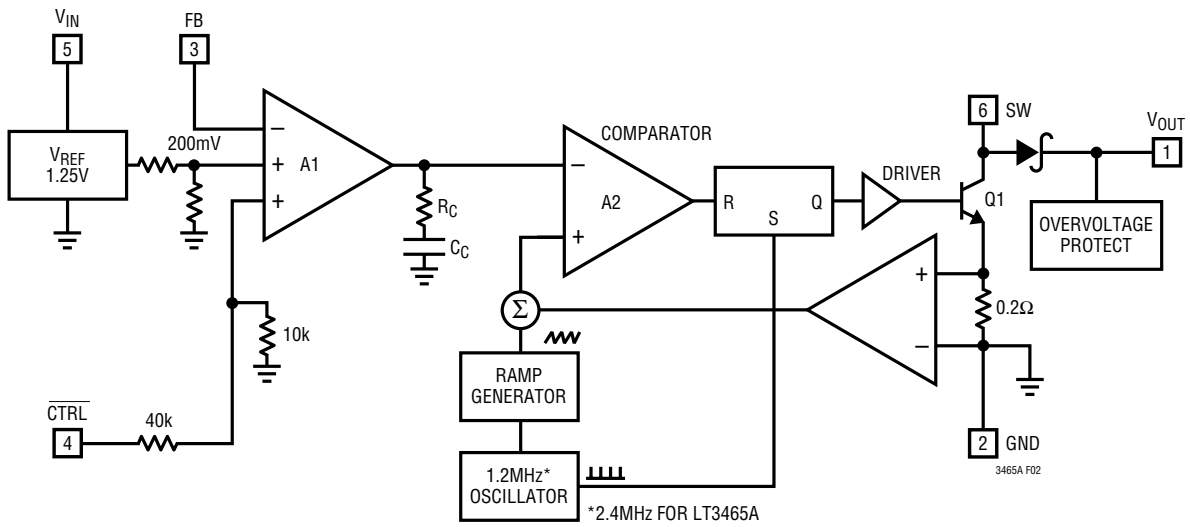 VIN
5
FB
3
200mV
VREF
1.25V
−
+
+
A1
RC
CC
10k
CTRL
4
40k
COMPARATOR
−
+
A2
R
S
Q
DRIVER
6
SW
Q1
VOUT
1
OVERVOLTAGE
PROTECT
Σ
+
−
0.2Ω
RAMP
GENERATOR
1.2MHz*
OSCILLATOR
*2.4MHz FOR LT3465A
2
GND
3465A F02